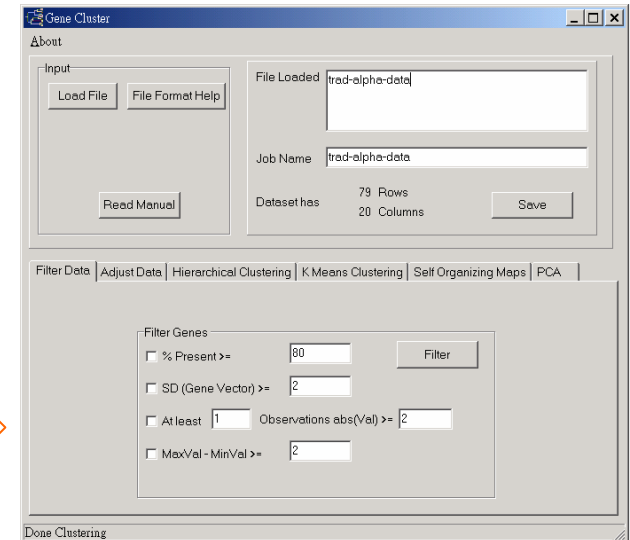 Gene Cluster
About
Input
Load File File Format Help
Read Manual
File Loaded trad-alpha-data
Job Name trad-alpha-data
Dataset has 79 Rows
20 Columns
Save
Filter Data Adjust Data Hierarchical Clustering K Means Clustering Self Organizing Maps PCA
Filter Genes
% Present >= 80 Filter
SD (Gene Vector) >= 2
At least 1 Observations abs(Val) >= 2
MaxVal - MinVal >= 2
Done Clustering